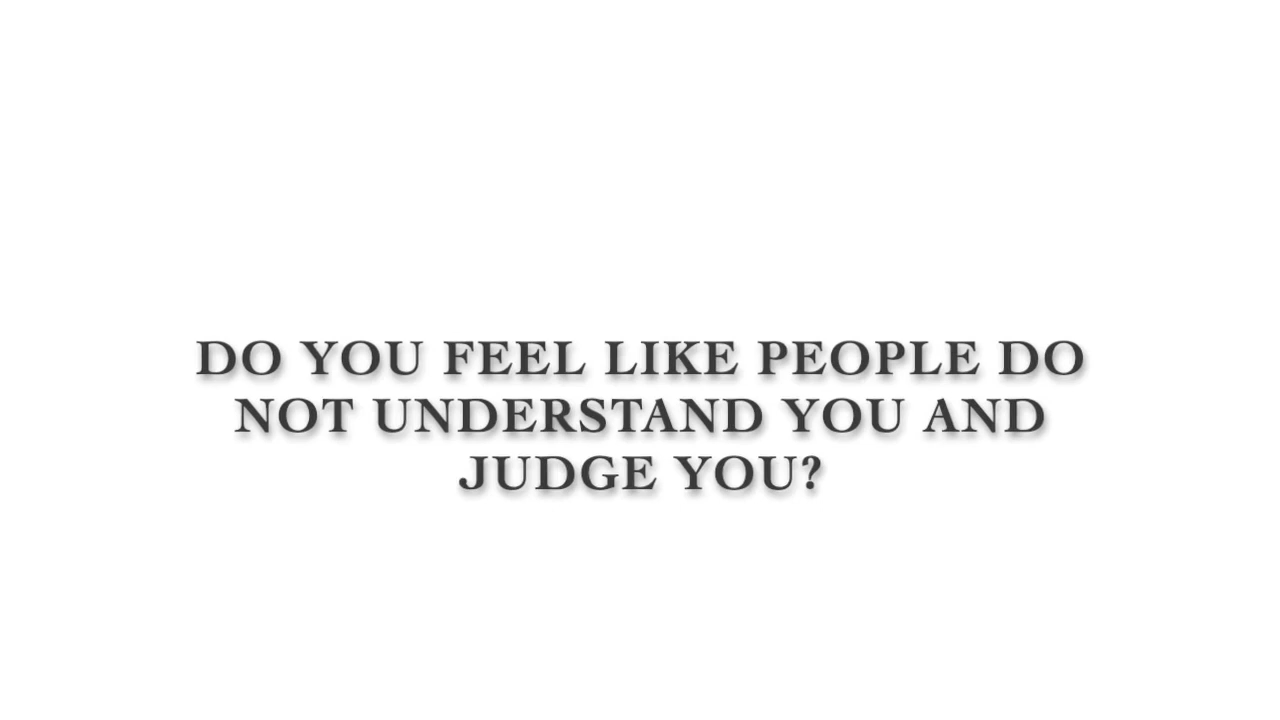 DO YOU FEEL LIKE PEOPLE DO
NOT UNDERSTAND YOU AND
JUDGE YOU?